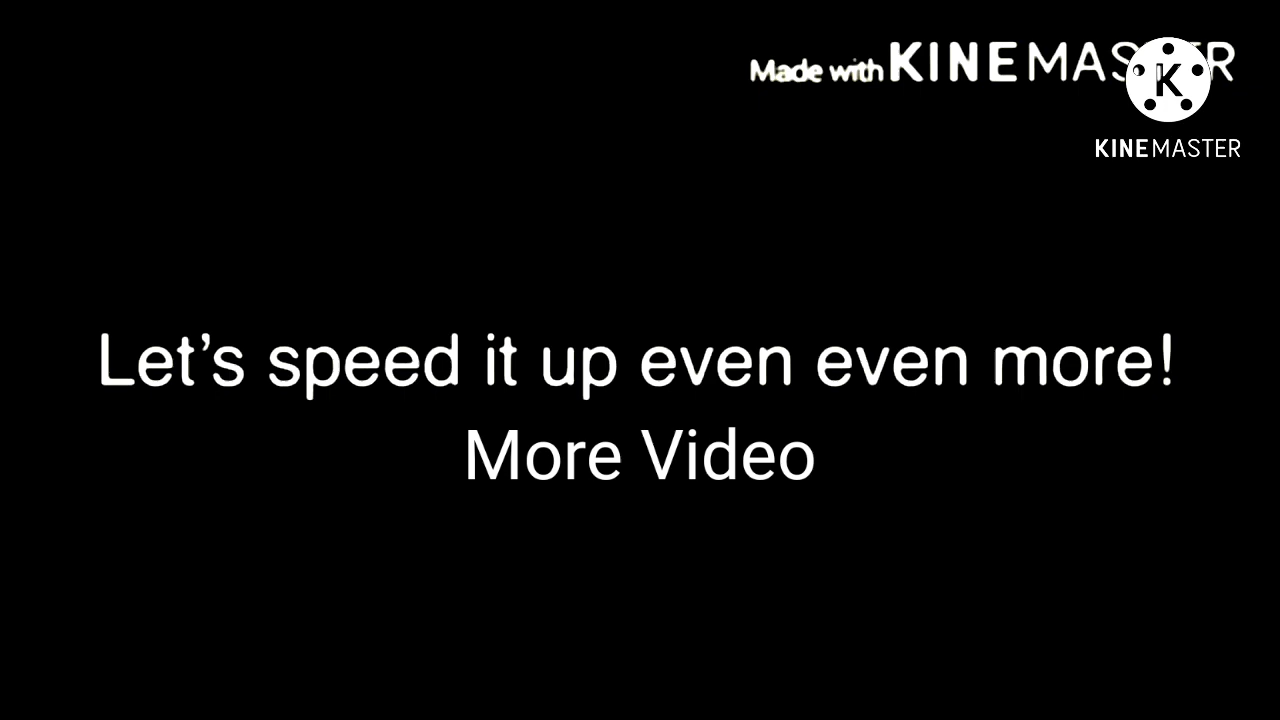 Made with KINEMASTER
K
KINEMASTER
Let's speed it up even even more!
More Video